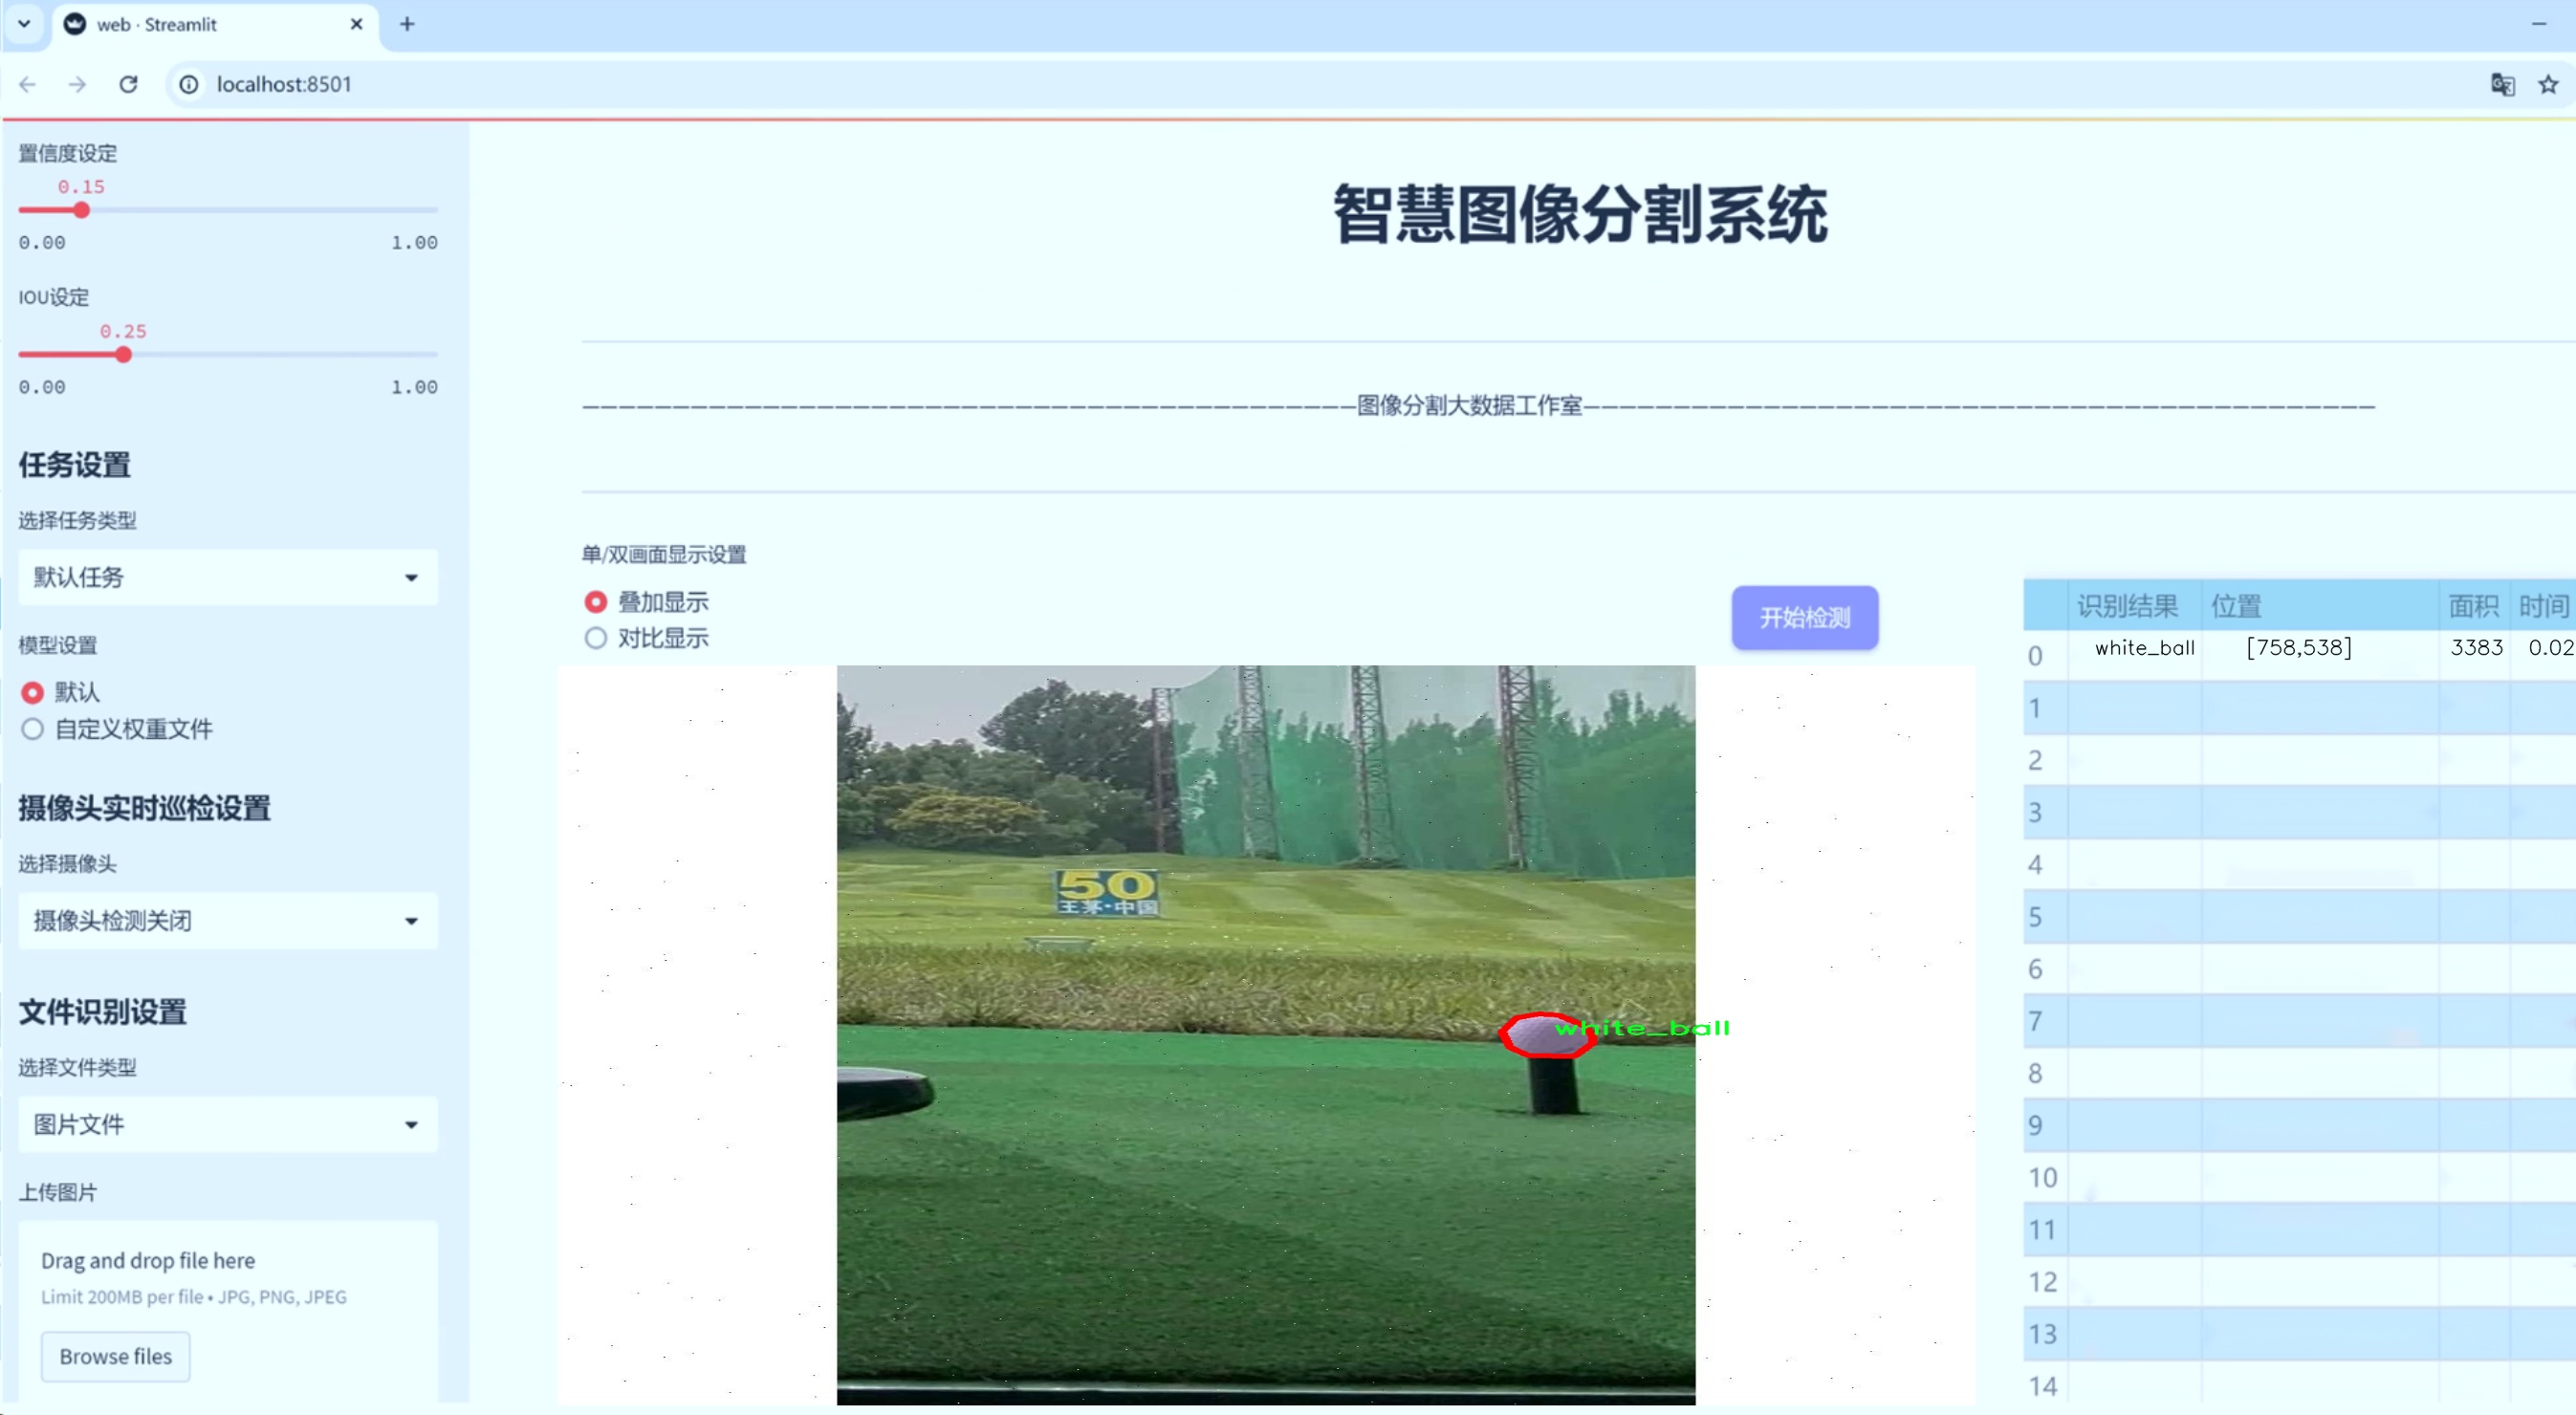 web · Streamlit
localhost:8501
置信度设定
0.15
0.00 1.00
IOU设定
0.25
0.00 1.00
任务设置
选择任务类型
默认任务
模型设置
默认
自定义权重文件
摄像头实时巡检设置
选择摄像头
摄像头检测关闭
文件识别设置
选择文件类型
图片文件
上传图片
Drag and drop file here
Limit 200MB per file • JPG, PNG, JPEG
Browse files
智慧图像分割系统
图像分割大数据工作室
单/双画面显示设置
叠加显示
对比显示
开始检测
50
王茅·中国
white_ball
识别结果 位置 面积 时间
0 white_ball [758,538] 3383 0.02
1
2
3
4
5
6
7
8
9
10
11
12
13
14